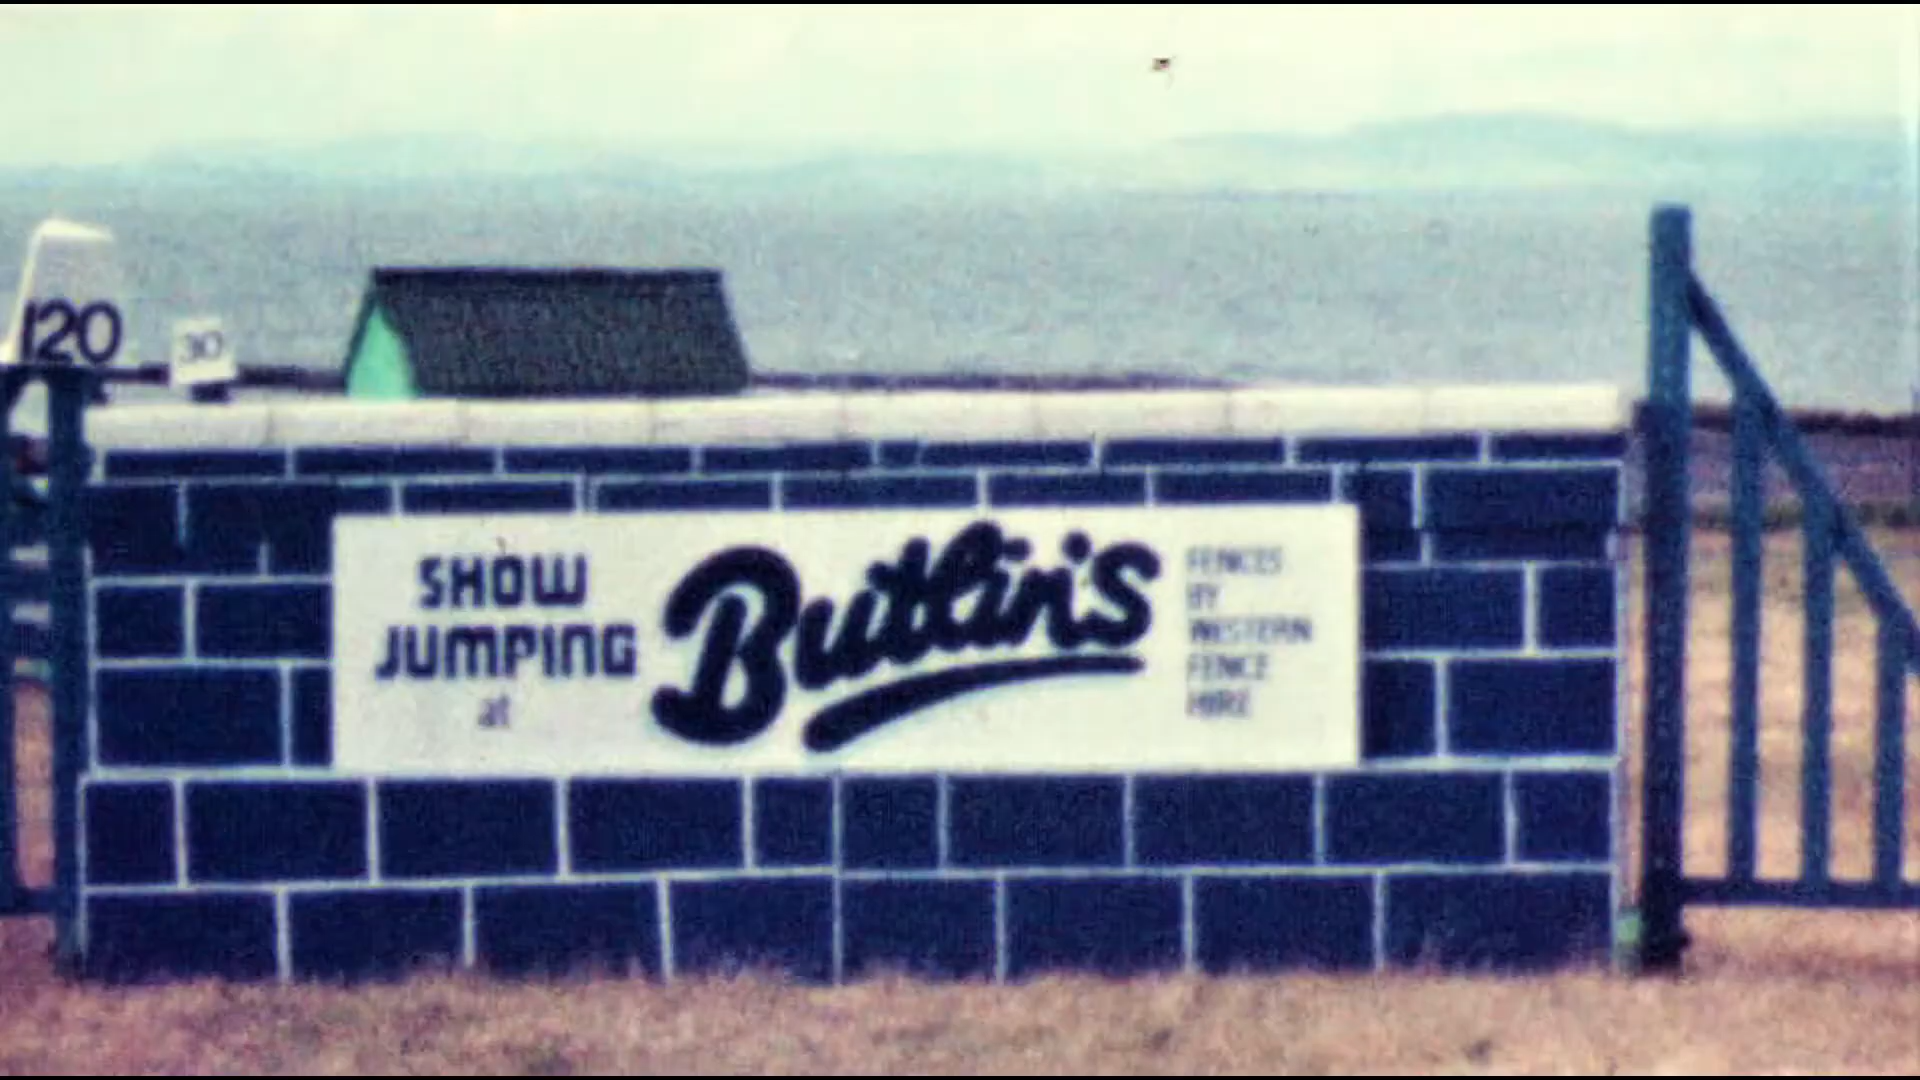 120
30
SHOW
JUMPING
at
Butlin's
FENCES
BY
WESTERN
FENCE
HIRE